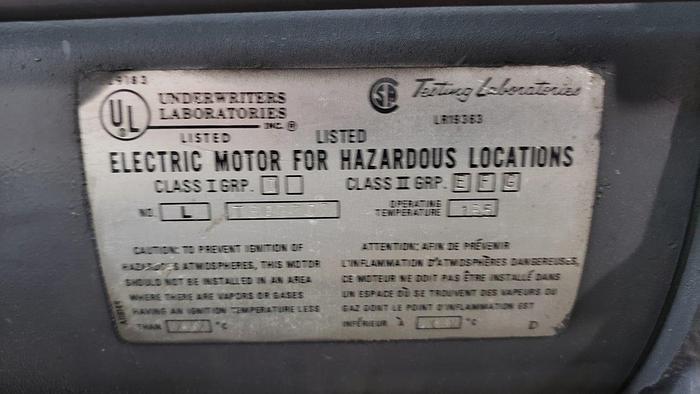 UL
UNDERWRITERS
LABORATORIES
INC. ®
LISTED
Testing Laboratories
LR19363
LISTED
ELECTRIC MOTOR FOR HAZARDOUS LOCATIONS
CLASS I GRP. CLASS II GRP. E F G
NO. L OPERATING TEMPERATURE 165
CAUTION: TO PREVENT IGNITION OF
HAZARDOUS ATMOSPHERES, THIS MOTOR
SHOULD NOT BE INSTALLED IN AN AREA
WHERE THERE ARE VAPORS OR GASES
HAVING AN IGNITION TEMPERATURE LESS
THAN °C
ATTENTION: AFIN DE PRÉVENIR
L'INFLAMMATION D'ATMOSPHÈRES DANGEREUSES,
CE MOTEUR NE DOIT PAS ÊTRE INSTALLÉ DANS
UN ESPACE OÙ SE TROUVENT DES VAPEURS OU
GAZ DONT LE POINT D'INFLAMMATION EST
INFÉRIEUR À °C
D